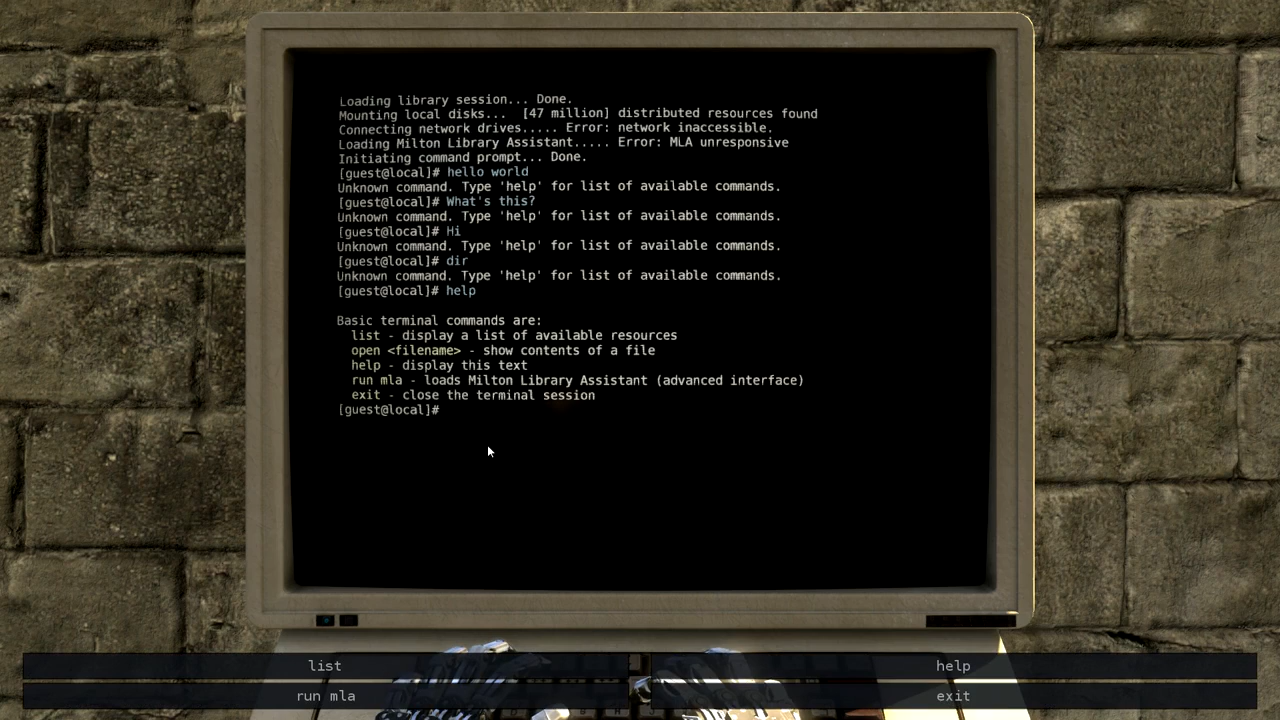 Loading library session... Done.
Mounting local disks...  [47 million] distributed resources found
Connecting network drives..... Error: network inaccessible.
Loading Milton Library Assistant..... Error: MLA unresponsive
Initiating command prompt... Done.
[guest@local]# hello world
Unknown command. Type 'help' for list of available commands.
[guest@local]# What's this?
Unknown command. Type 'help' for list of available commands.
[guest@local]# Hi
Unknown command. Type 'help' for list of available commands.
[guest@local]# dir
Unknown command. Type 'help' for list of available commands.
[guest@local]# help
Basic terminal commands are:
list - display a list of available resources
open <filename> - show contents of a file
help - display this text
run mla - loads Milton Library Assistant (advanced interface)
exit - close the terminal session
[guest@local]#
list
help
run mla
exit